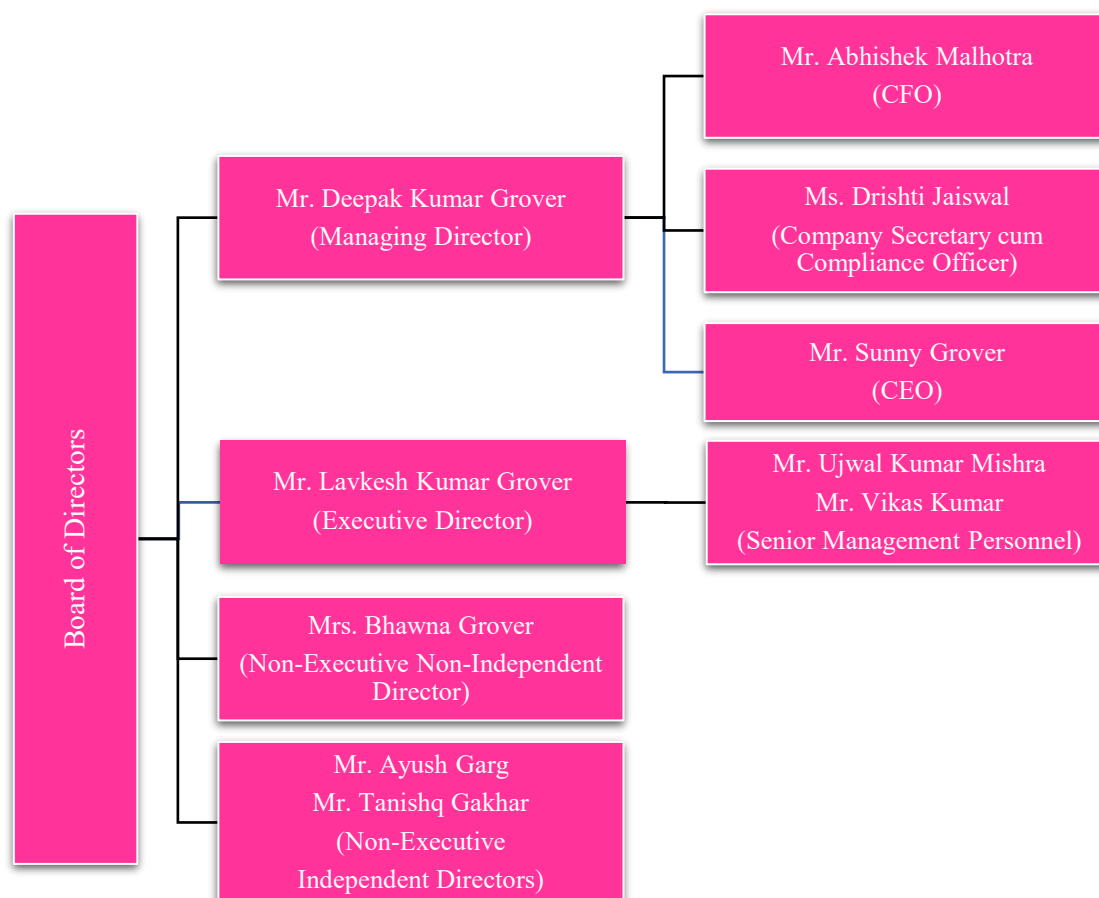 Board of Directors
Mr. Deepak Kumar Grover
(Managing Director)
Mr. Abhishek Malhotra
(CFO)
Ms. Drishti Jaiswal
(Company Secretary cum
Compliance Officer)
Mr. Sunny Grover
(CEO)
Mr. Lavkesh Kumar Grover
(Executive Director)
Mr. Ujwal Kumar Mishra
Mr. Vikas Kumar
(Senior Management Personnel)
Mrs. Bhawna Grover
(Non-Executive Non-Independent
Director)
Mr. Ayush Garg
Mr. Tanishq Gakhar
(Non-Executive
Independent Directors)